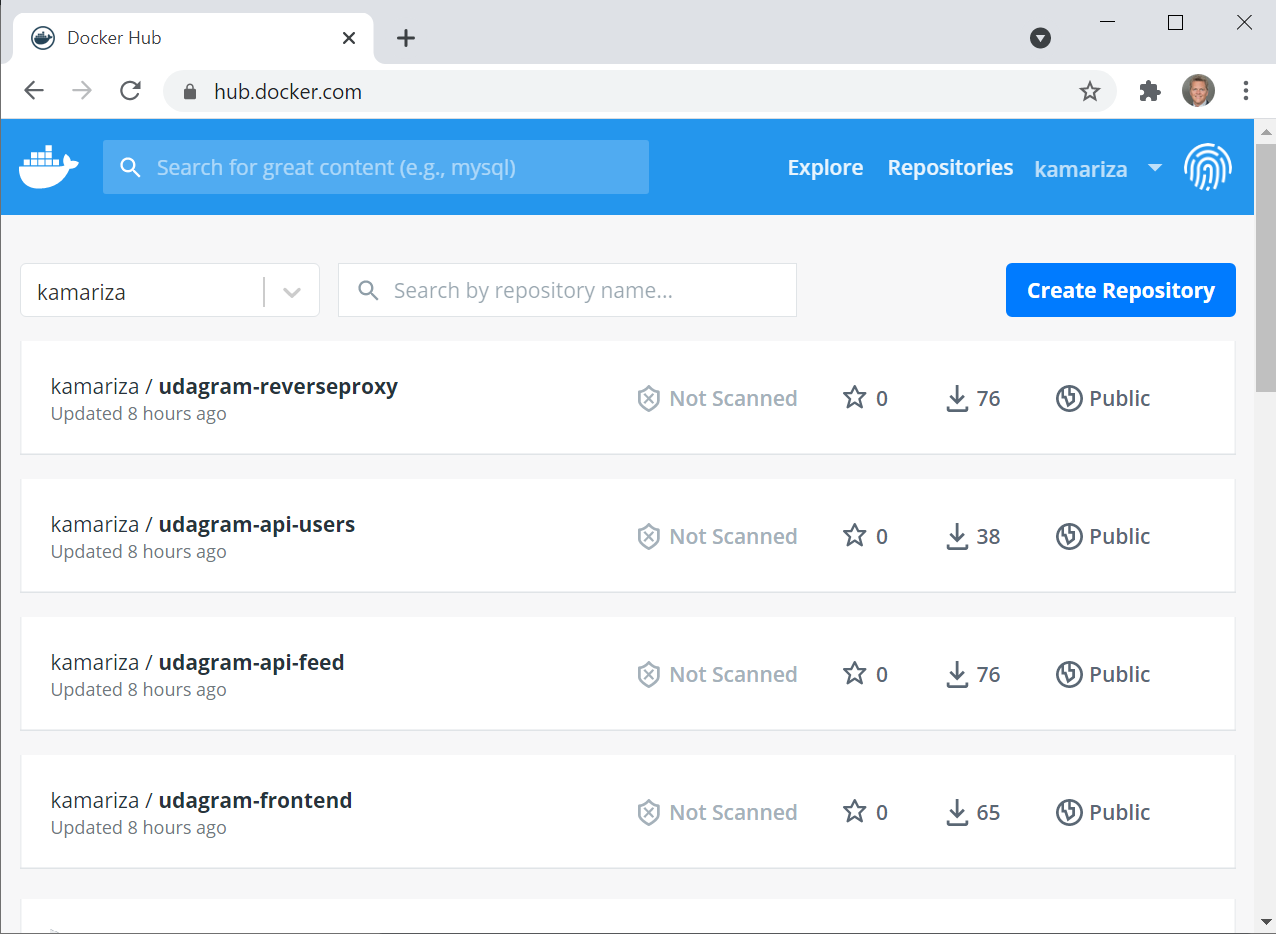 Docker Hub
hub.docker.com
Search for great content (e.g., mysql)
Explore
Repositories
kamariza
kamariza
Search by repository name...
Create Repository
kamariza / udagram-reverseproxy
Updated 8 hours ago
Not Scanned
0
76
Public
kamariza / udagram-api-users
Updated 8 hours ago
Not Scanned
0
38
Public
kamariza / udagram-api-feed
Updated 8 hours ago
Not Scanned
0
76
Public
kamariza / udagram-frontend
Updated 8 hours ago
Not Scanned
0
65
Public